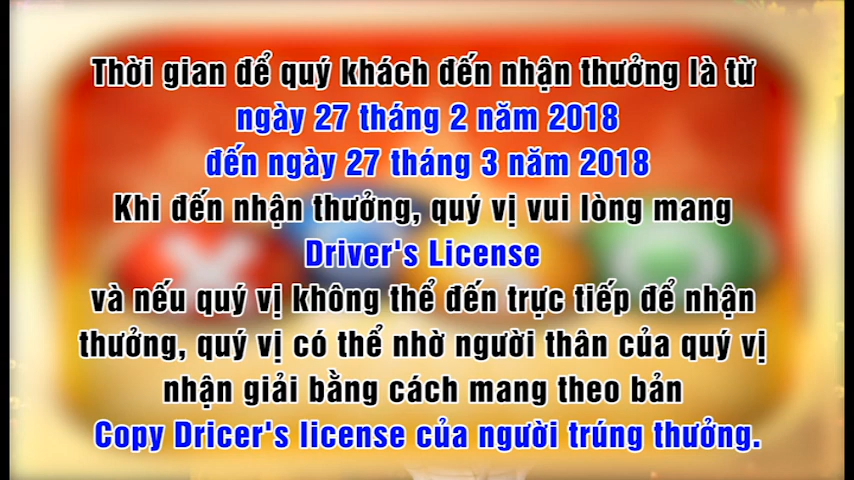 Thời gian để quý khách đến nhận thưởng là từ
ngày 27 tháng 2 năm 2018
đến ngày 27 tháng 3 năm 2018
Khi đến nhận thưởng, quý vị vui lòng mang
Driver's License
và nếu quý vị không thể đến trực tiếp để nhận
thưởng, quý vị có thể nhờ người thân của quý vị
nhận giải bằng cách mang theo bản
Copy Dricer's license của người trúng thưởng.